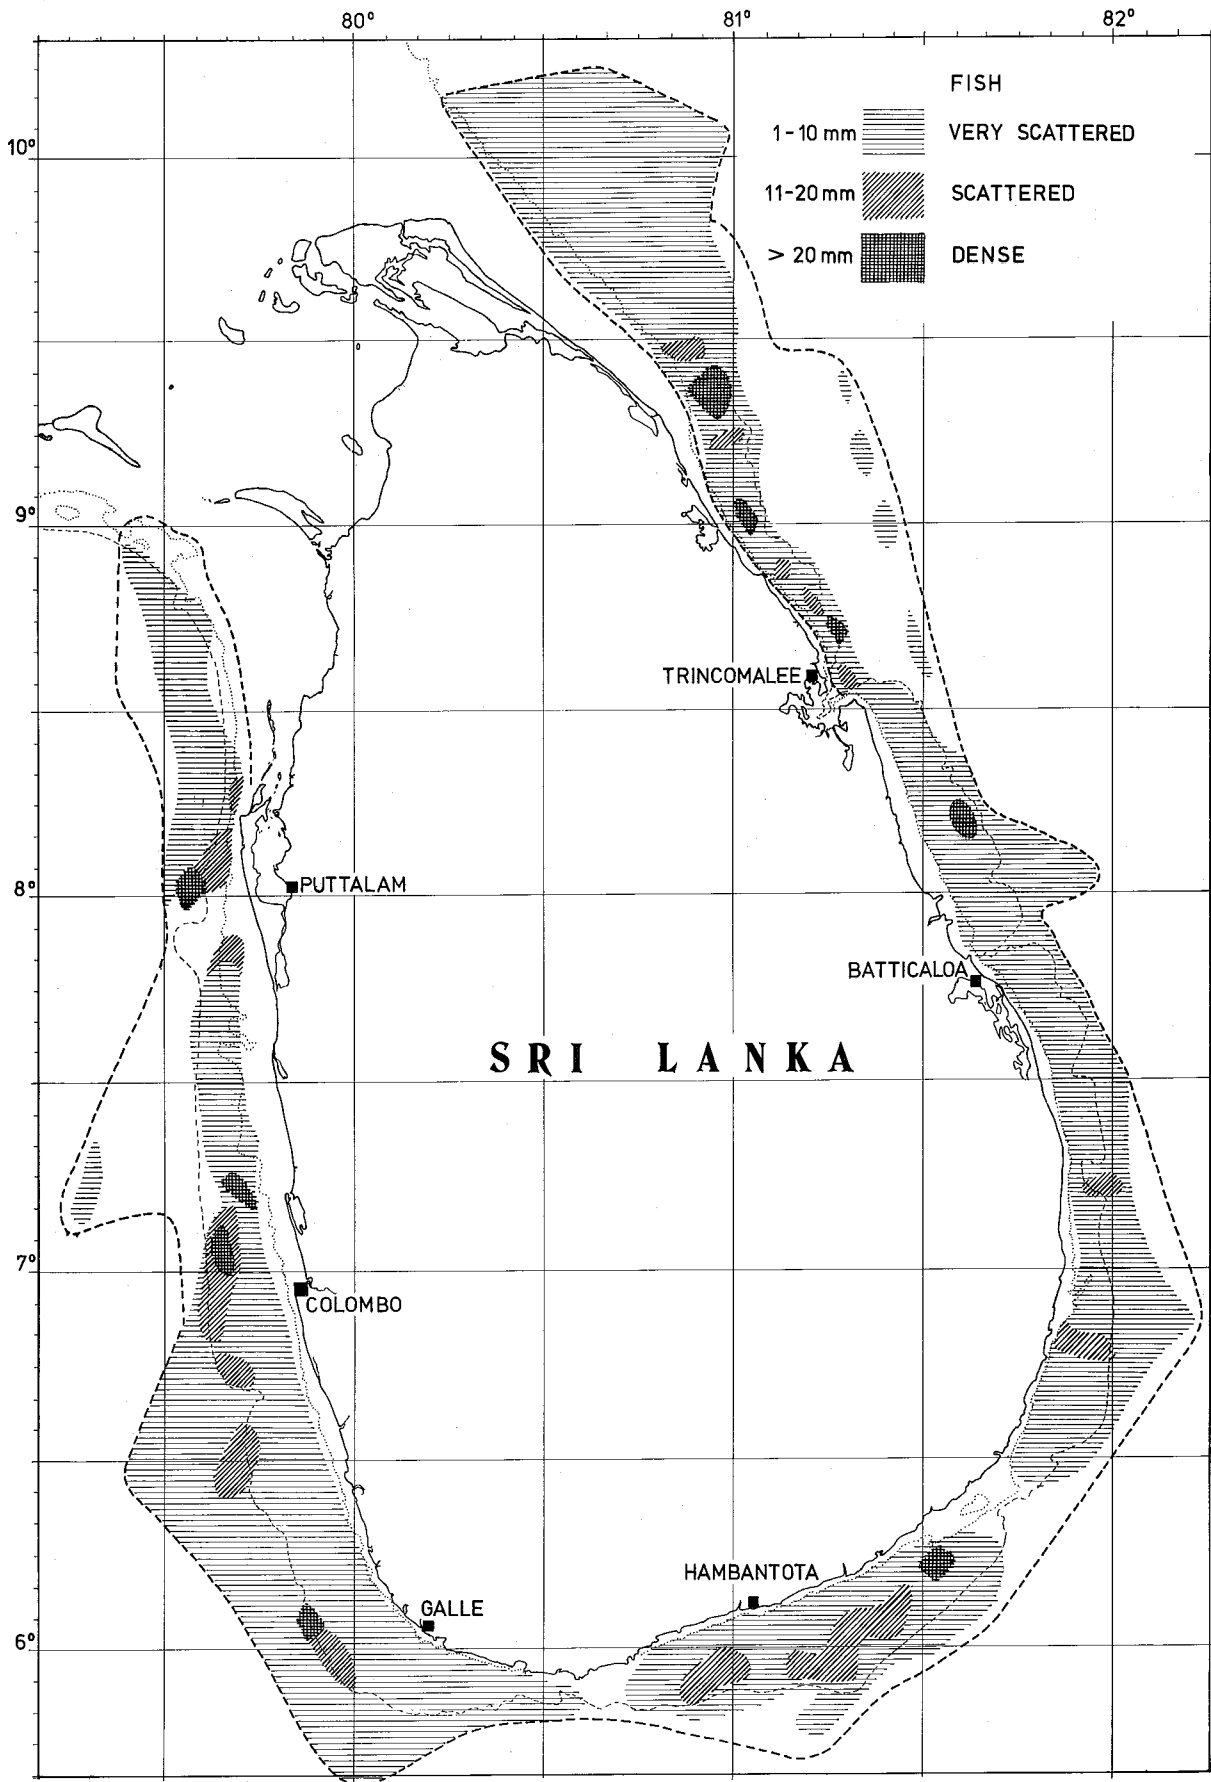 80° 81° 82°
FISH
1-10 mm VERY SCATTERED
10°
11-20 mm SCATTERED
> 20 mm DENSE
9°
TRINCOMALEE
8°
PUTTALAM
BATTICALOA
SRI LANKA
7°
COLOMBO
HAMBANTOTA
GALLE
6°